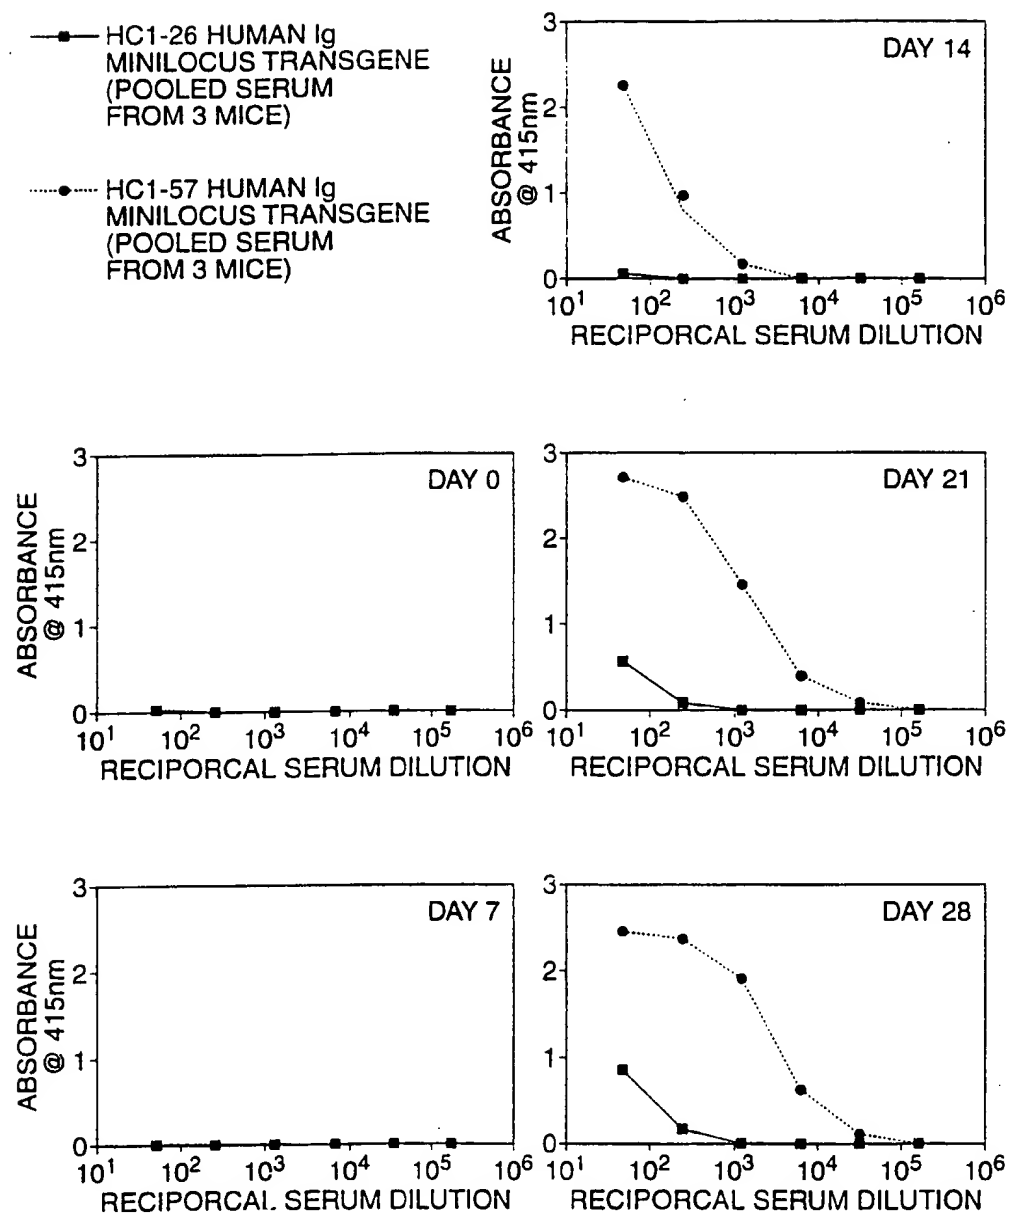 HC1-26 HUMAN Ig
MINILOCUS TRANSGENE
(POOLED SERUM
FROM 3 MICE)
HC1-57 HUMAN Ig
MINILOCUS TRANSGENE
(POOLED SERUM
FROM 3 MICE)
DAY 14
ABSORBANCE
@ 415nm
3
2
1
0
10¹ 10² 10³ 10⁴ 10⁵ 10⁶
RECIPORCAL SERUM DILUTION
DAY 0
ABSORBANCE
@ 415nm
3
2
1
0
10¹ 10² 10³ 10⁴ 10⁵ 10⁶
RECIPORCAL SERUM DILUTION
DAY 21
3
2
1
0
10¹ 10² 10³ 10⁴ 10⁵ 10⁶
RECIPORCAL SERUM DILUTION
DAY 7
ABSORBANCE
@ 415nm
3
2
1
0
10¹ 10² 10³ 10⁴ 10⁵ 10⁶
RECIPORCAL SERUM DILUTION
DAY 28
3
2
1
0
10¹ 10² 10³ 10⁴ 10⁵ 10⁶
RECIPORCAL SERUM DILUTION